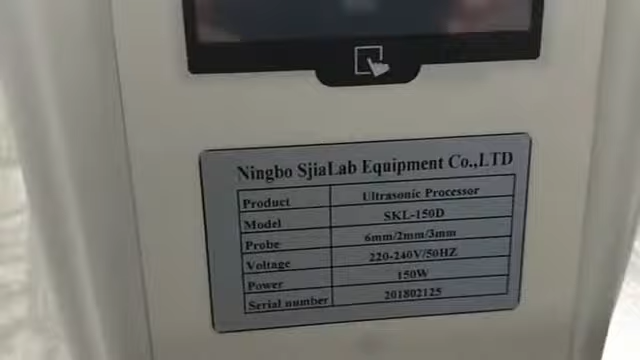 Ningbo SjiaLab Equipment Co.,LTD
Product Ultrasonic Processor
Model SKL-150D
Probe 6mm/2mm/3mm
Voltage 220-240V/50HZ
Power 150W
Serial number 201802125